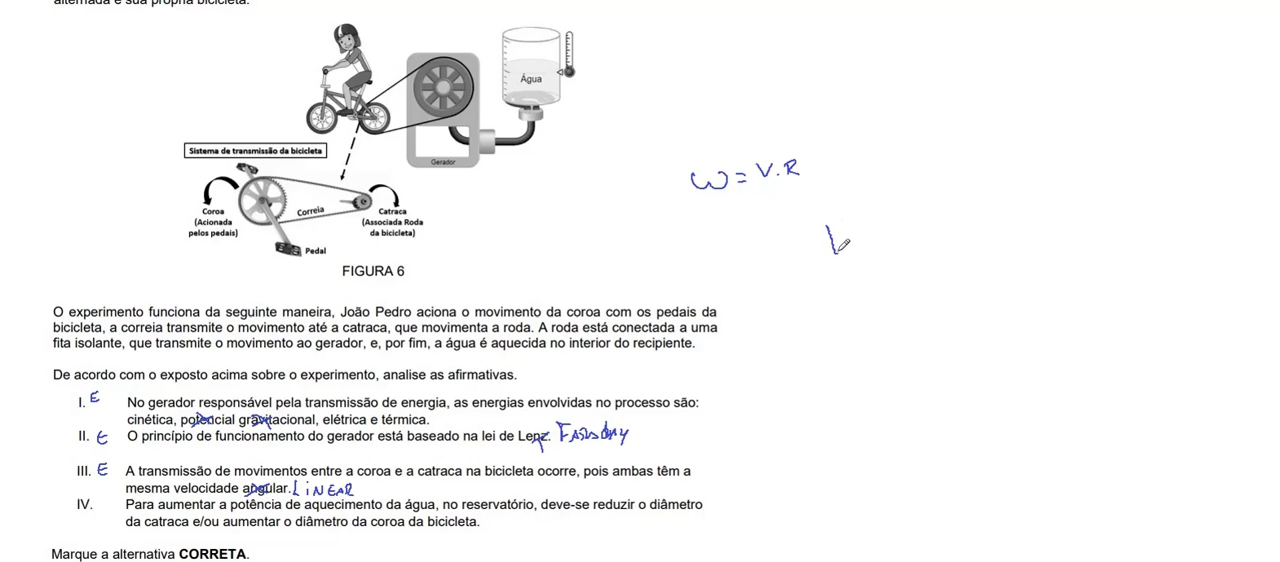 alternada e sua própria bicicleta.
Água
Gerador
Sistema de transmissão da bicicleta
Coroa
(Acionada
pelos pedais)
Correia
Catraca
(Associada Roda
da bicicleta)
Pedal
FIGURA 6
ω = V.R
O experimento funciona da seguinte maneira, João Pedro aciona o movimento da coroa com os pedais da
bicicleta, a correia transmite o movimento até a catraca, que movimenta a roda. A roda está conectada a uma
fita isolante, que transmite o movimento ao gerador, e, por fim, a água é aquecida no interior do recipiente.
De acordo com o exposto acima sobre o experimento, analise as afirmativas.
I. E No gerador responsável pela transmissão de energia, as energias envolvidas no processo são:
cinética, potencial gravitacional, elétrica e térmica.
II. E O princípio de funcionamento do gerador está baseado na lei de Lenz. FARADAY
III. E A transmissão de movimentos entre a coroa e a catraca na bicicleta ocorre, pois ambas têm a
mesma velocidade angular. LINEAR
IV. Para aumentar a potência de aquecimento da água, no reservatório, deve-se reduzir o diâmetro
da catraca e/ou aumentar o diâmetro da coroa da bicicleta.
Marque a alternativa CORRETA.